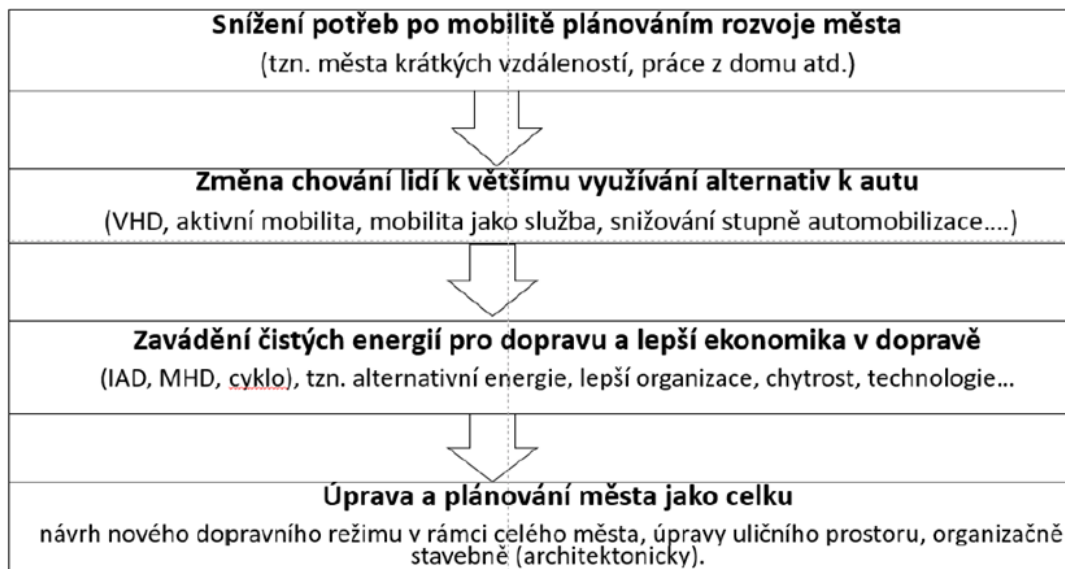 Snížení potřeb po mobilitě plánováním rozvoje města
(tzn. města krátkých vzdáleností, práce z domu atd.)
Změna chování lidí k většímu využívání alternativ k autu
(VHD, aktivní mobilita, mobilita jako služba, snižování stupně automobilizace....)
Zavádění čistých energií pro dopravu a lepší ekonomika v dopravě
(IAD, MHD, cyklo), tzn. alternativní energie, lepší organizace, chytrost, technologie...
Úprava a plánování města jako celku
návrh nového dopravního režimu v rámci celého města, úpravy uličního prostoru, organizačně
stavebně (architektonicky).